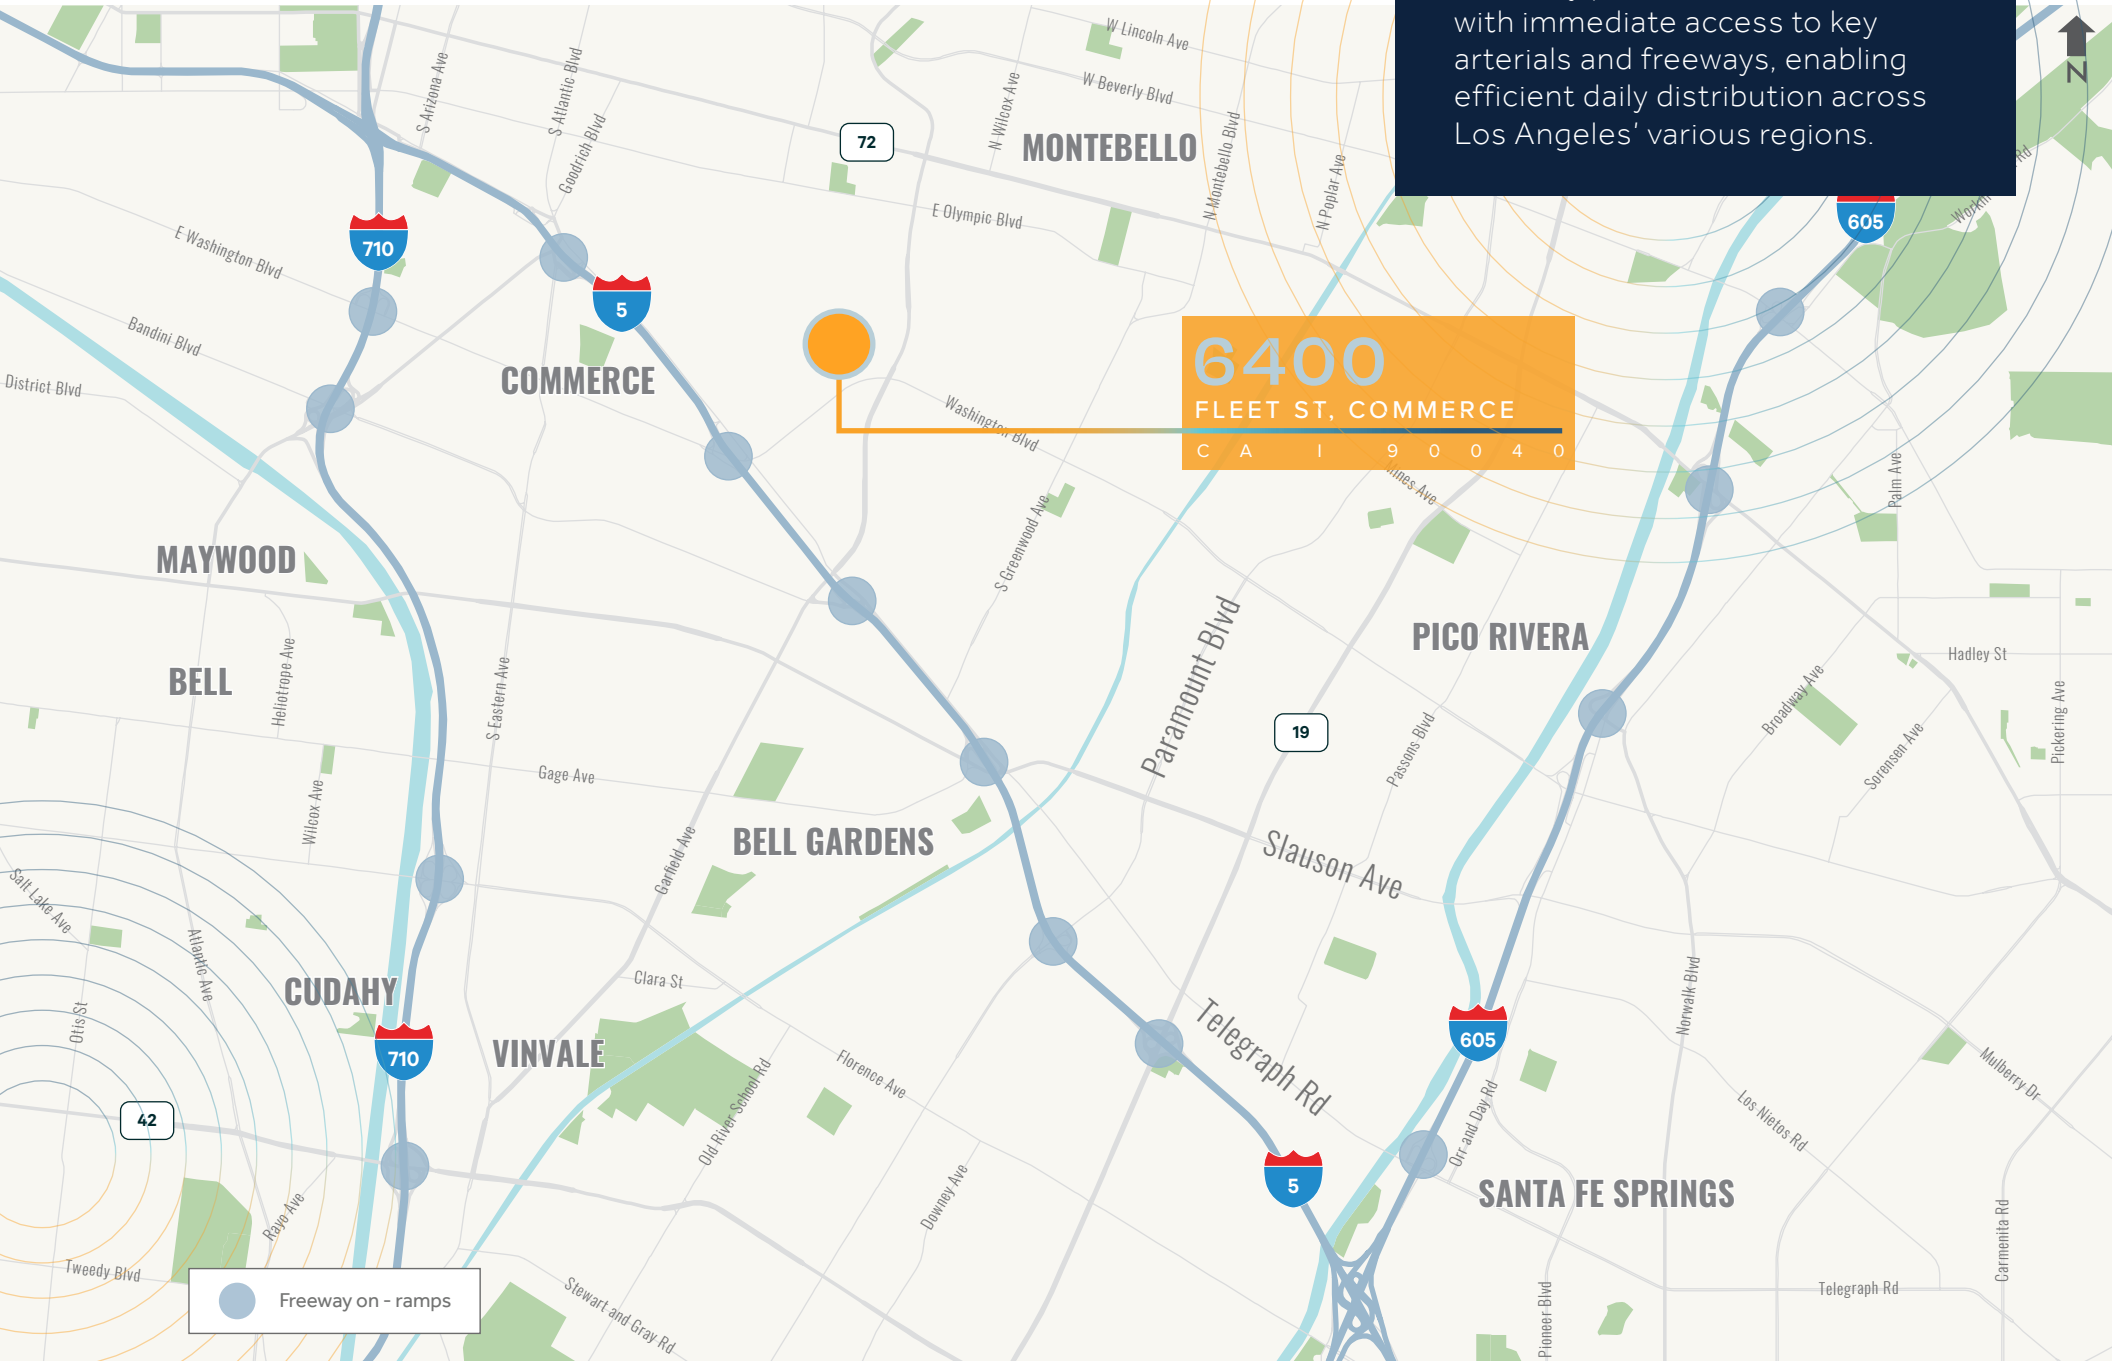 with immediate access to key
arterials and freeways, enabling
efficient daily distribution across
Los Angeles' various regions.
N
W Lincoln Ave
W Beverly Blvd
S Arizona Ave
S Atlantic Blvd
Goodrich Blvd
N Wilcox Ave
72
MONTEBELLO
N Montebello Blvd
N Poplar Ave
E Olympic Blvd
E Washington Blvd
710
605
5
Bandini Blvd
District Blvd
COMMERCE
6400
FLEET ST, COMMERCE
CA | 90040
Washington Blvd
Mines Ave
Palm Ave
S Greenwood Ave
MAYWOOD
BELL
Heliotrope Ave
S Eastern Ave
Paramount Blvd
PICO RIVERA
Hadley St
Broadway Ave
Pickering Ave
Sorensen Ave
19
Passons Blvd
Gage Ave
Wilcox Ave
BELL GARDENS
Garfield Ave
Slauson Ave
Salt Lake Ave
Atlantic Ave
CUDAHY
Clara St
Otis St
710
VINVALE
Telegraph Rd
605
Norwalk Blvd
Florence Ave
Old River School Rd
Mulberry Dr
Los Nietos Rd
Orr and Day Rd
42
5
SANTA FE SPRINGS
Downey Ave
Rayo Ave
Carmenita Rd
Tweedy Blvd
Telegraph Rd
Stewart and Gray Rd
Pioneer Blvd
Freeway on - ramps